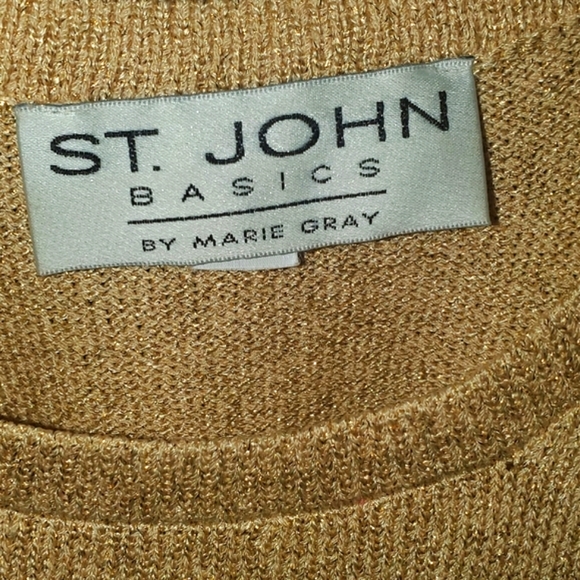 ST. JOHN
BASICS
BY MARIE GRAY